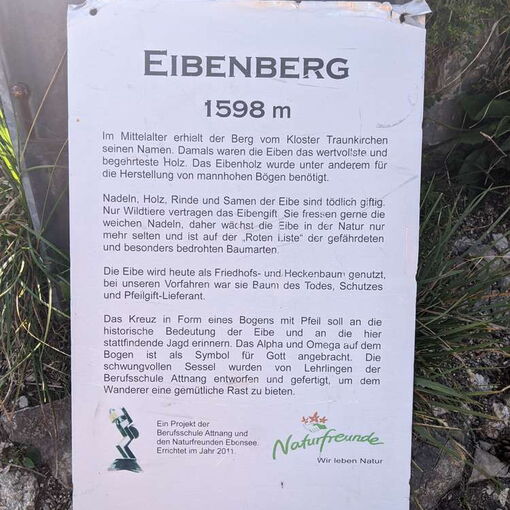 EIBENBERG
1598 m
Im Mittelalter erhielt der Berg vom Kloster Traunkirchen
seinen Namen. Damals waren die Eiben das wertvollste und
begehrteste Holz. Das Eibenholz wurde unter anderem für
die Herstellung von mannhohen Bögen benötigt.
Nadeln, Holz, Rinde und Samen der Eibe sind tödlich giftig.
Nur Wildtiere vertragen das Eibengift. Sie fressen gerne die
weichen Nadeln, daher wächst die Eibe in der Natur nur
mehr selten und ist auf der „Roten Liste" der gefährdeten
und besonders bedrohten Baumarten.
Die Eibe wird heute als Friedhofs- und Heckenbaum genutzt,
bei unseren Vorfahren war sie Baum des Todes, Schutzes
und Pfeilgift-Lieferant.
Das Kreuz in Form eines Bogens mit Pfeil soll an die
historische Bedeutung der Eibe und an die hier
stattfindende Jagd erinnern. Das Alpha und Omega auf dem
Bogen ist als Symbol für Gott angebracht. Die
schwungvollen Sessel wurden von Lehrlingen der
Berufsschule Attnang entworfen und gefertigt, um dem
Wanderer eine gemütliche Rast zu bieten.
Ein Projekt der
Berufsschule Attnang und
den Naturfreunden Ebensee.
Errichtet im Jahr 2011.
Naturfreunde
Wir leben Natur